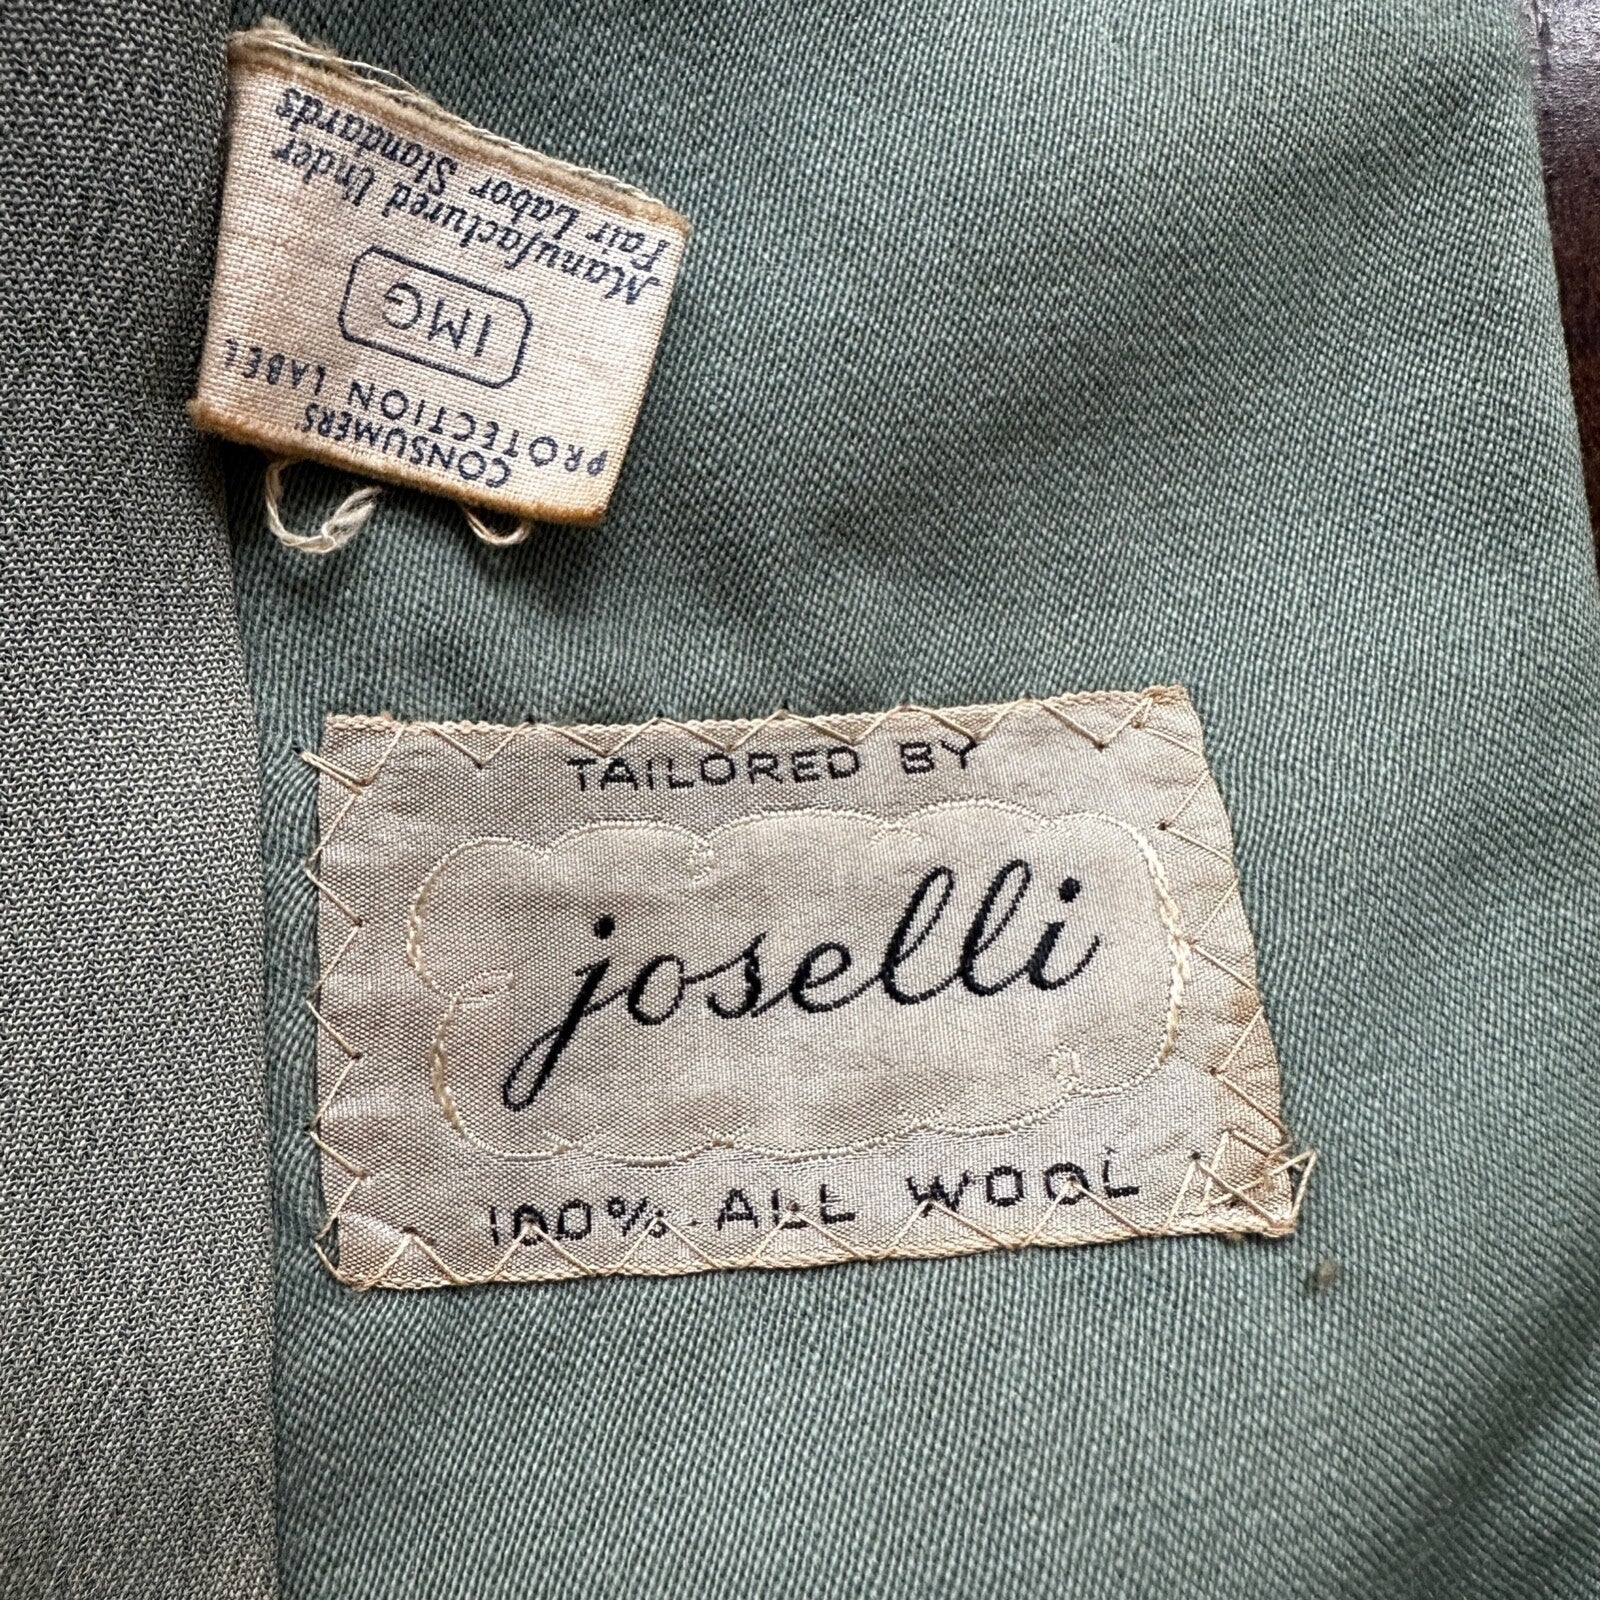 CONSUMERS'
PROTECTION LABEL
IMG
Manufactured Under
Fair Labor Standards
TAILORED BY
joselli
100% ALL WOOL